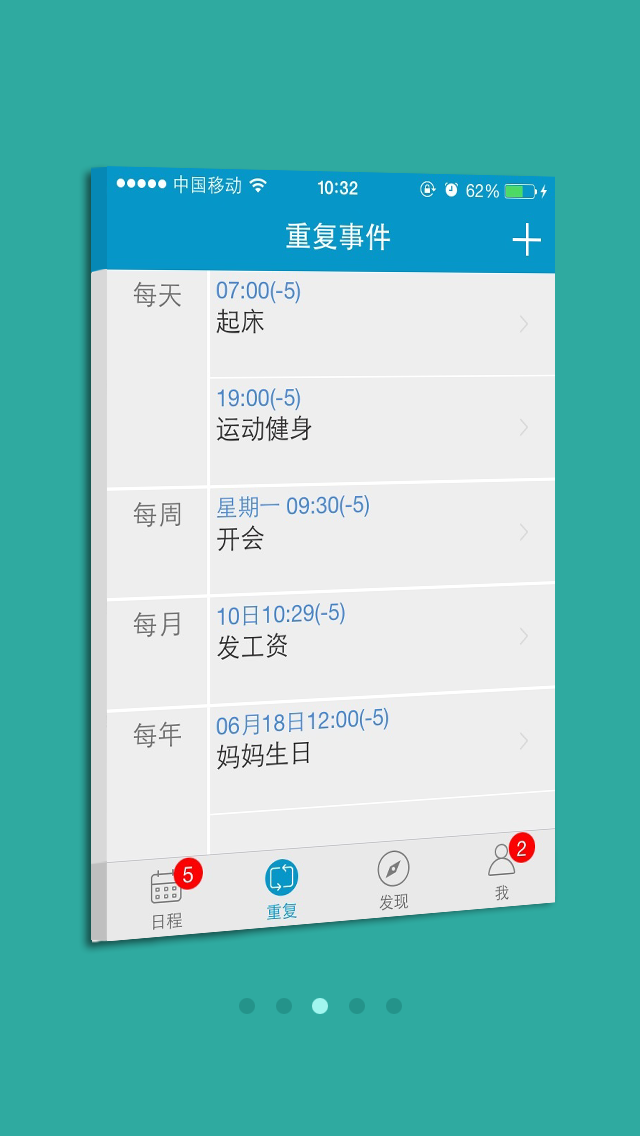 中国移动 10:32 62%
重复事件
每天
07:00(-5)
起床
19:00(-5)
运动健身
每周
星期一 09:30(-5)
开会
每月
10日10:29(-5)
发工资
每年
06月18日12:00(-5)
妈妈生日
5
2
日程
重复
发现
我